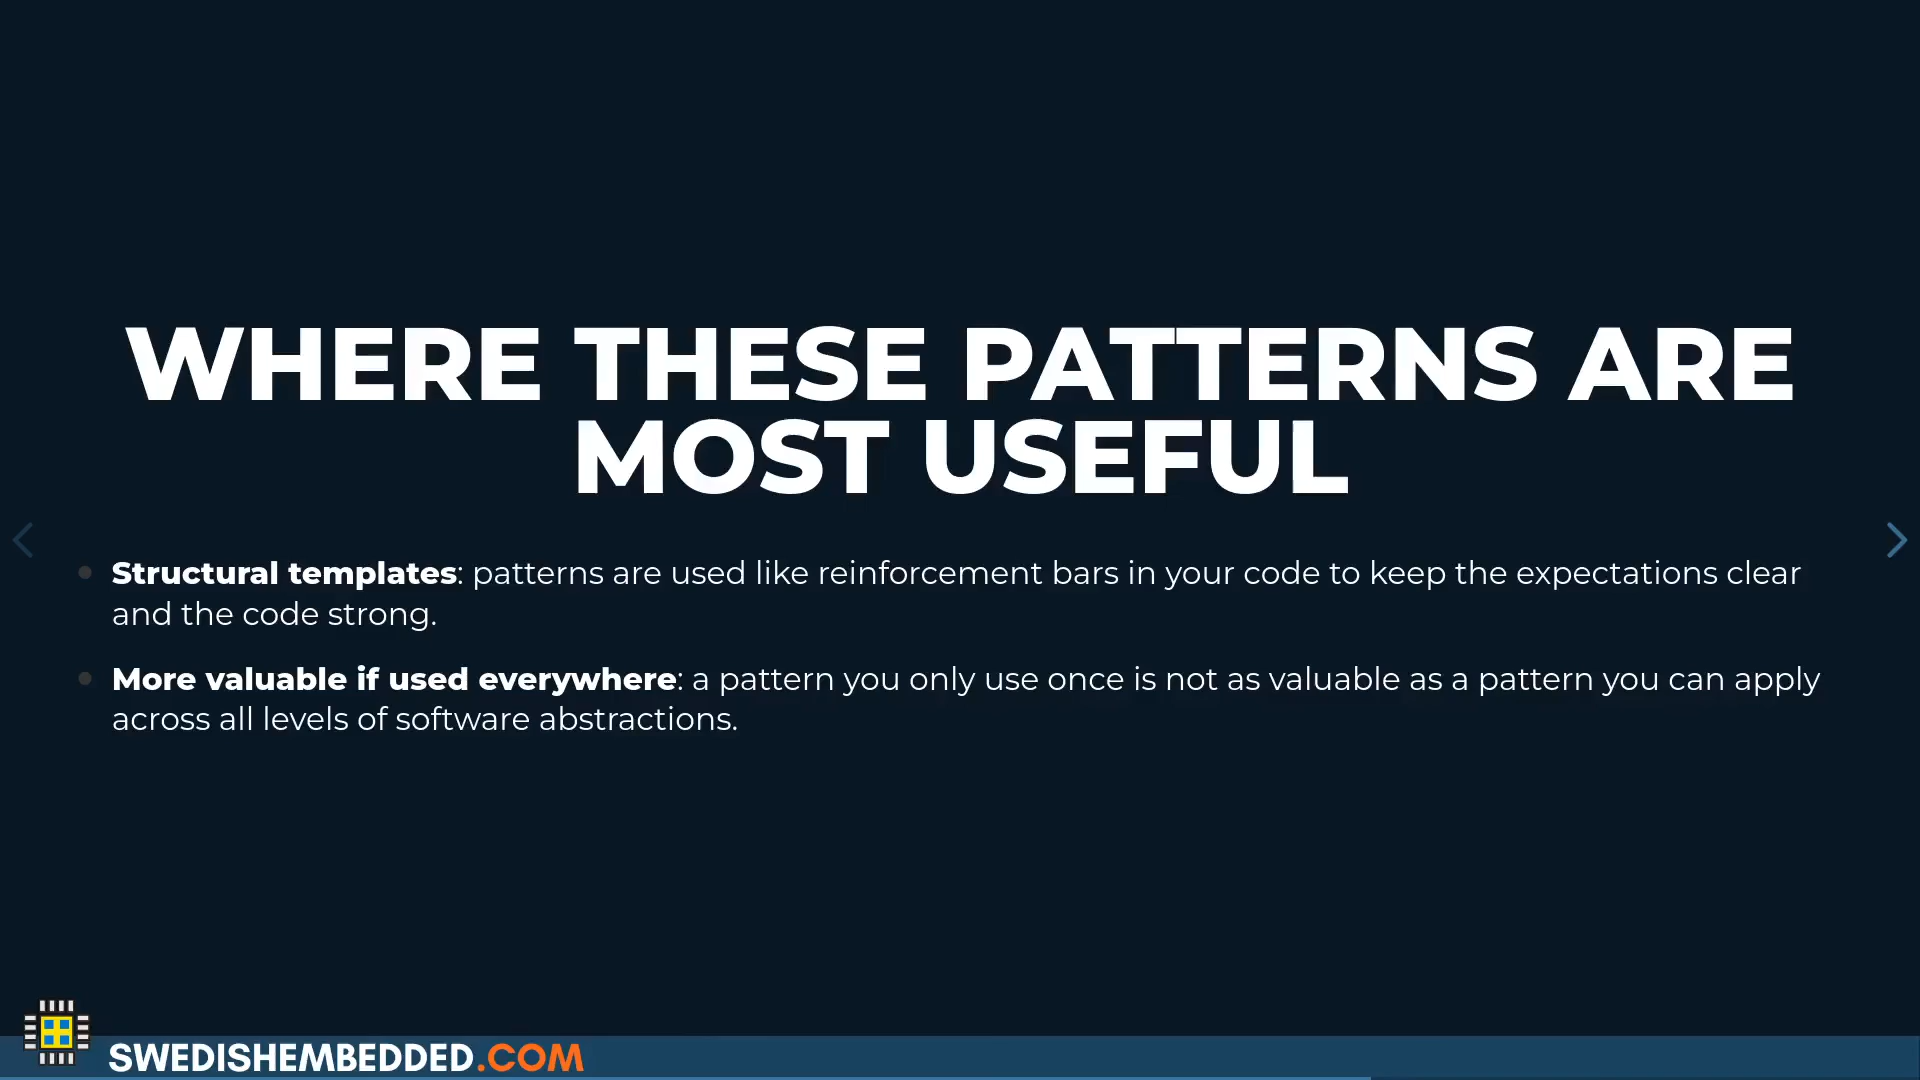 WHERE THESE PATTERNS ARE
MOST USEFUL
Structural templates: patterns are used like reinforcement bars in your code to keep the expectations clear
and the code strong.
More valuable if used everywhere: a pattern you only use once is not as valuable as a pattern you can apply
across all levels of software abstractions.
SWEDISHEMBEDDED.COM